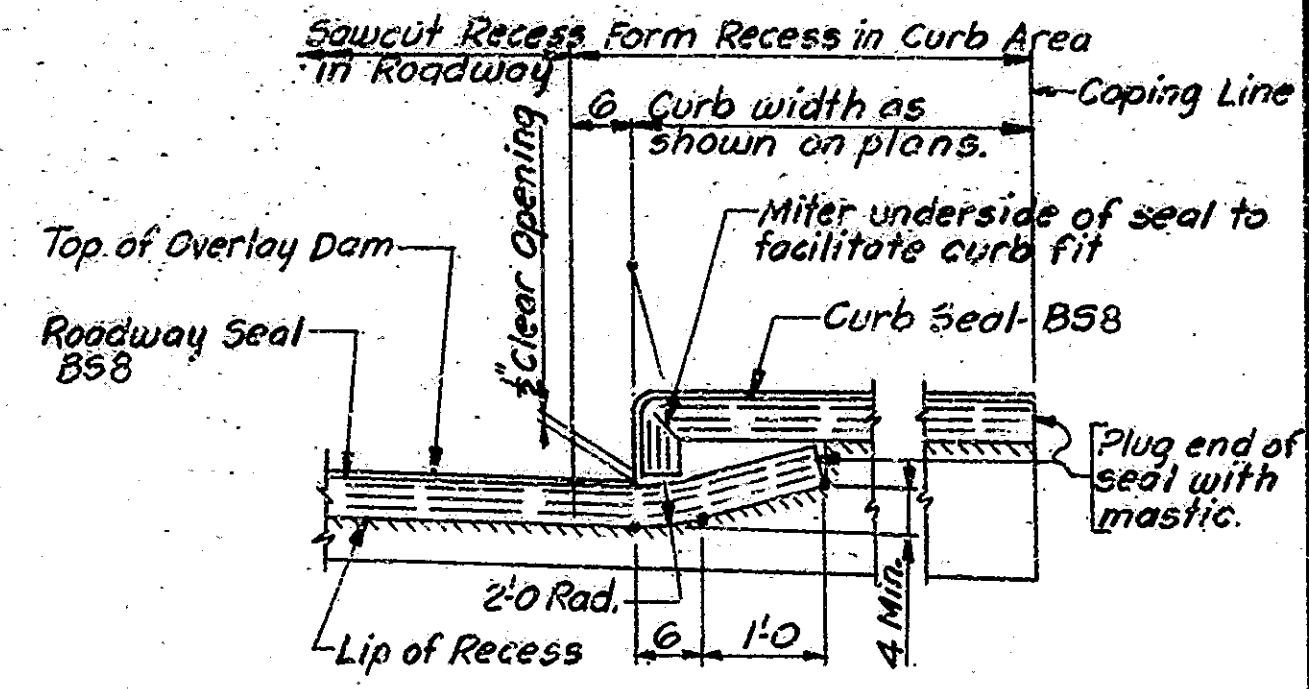 Sawcut Recess
in Roadway
Form Recess in Curb Area
Coping Line
6
Curb width as
shown on plans.
½" Clear Opening
Miter underside of seal to
facilitate curb fit
Top of Overlay Dam
Roadway Seal
BS8
Curb Seal- BS8
Plug end of
seal with
mastic.
2'-0 Rad.
Lip of Recess
6
1'-0
4 Min.